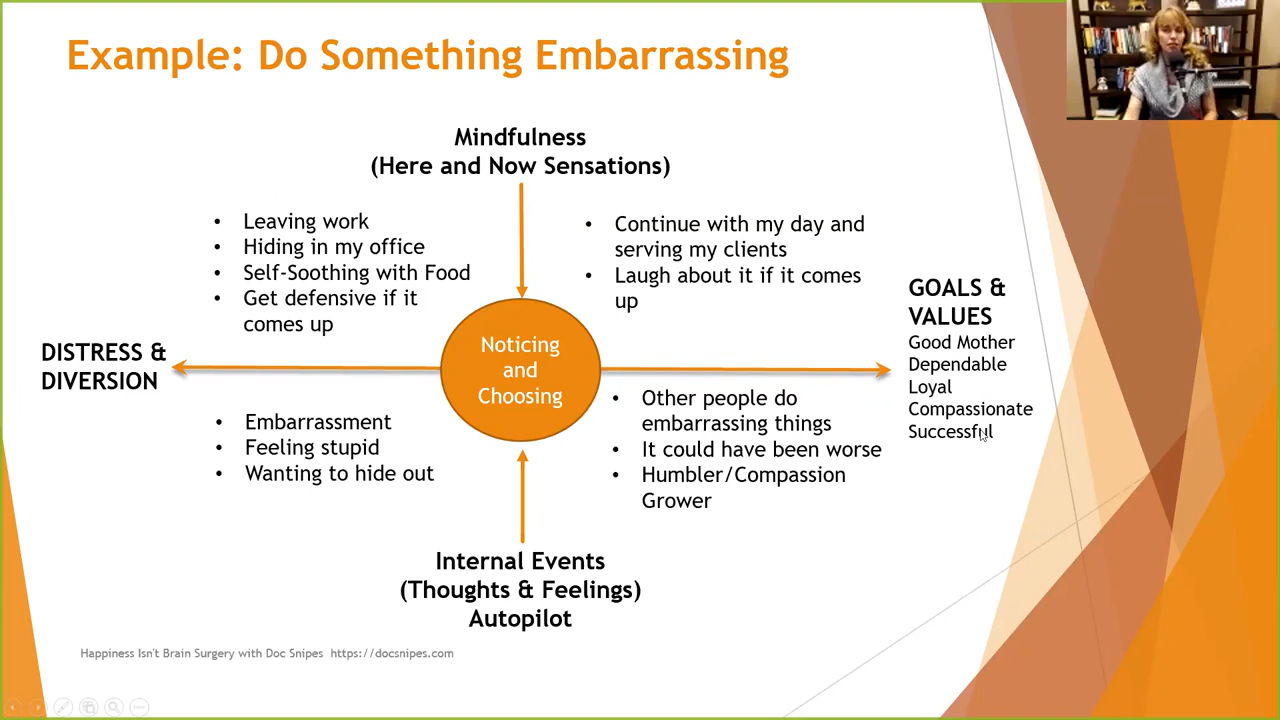 Example: Do Something Embarrassing
Mindfulness
(Here and Now Sensations)
• Leaving work
• Hiding in my office
• Self-Soothing with Food
• Get defensive if it
comes up
• Continue with my day and
serving my clients
• Laugh about it if it comes
up
DISTRESS &
DIVERSION
Noticing
and
Choosing
GOALS &
VALUES
Good Mother
Dependable
Loyal
Compassionate
Successful
• Embarrassment
• Feeling stupid
• Wanting to hide out
• Other people do
embarrassing things
• It could have been worse
• Humbler/Compassion
Grower
Internal Events
(Thoughts & Feelings)
Autopilot
Happiness Isn't Brain Surgery with Doc Snipes https://docsnipes.com